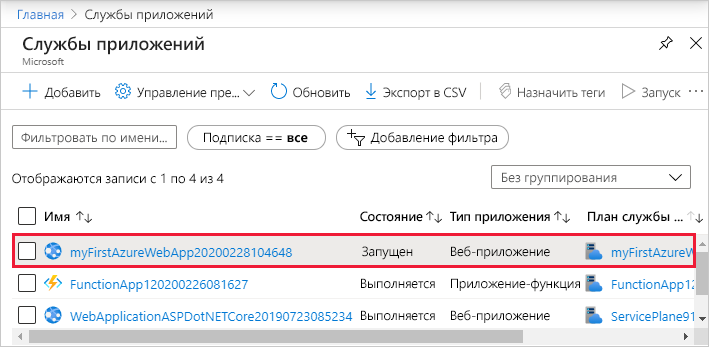 Главная > Службы приложений
Службы приложений
Microsoft
Добавить Управление пре... Обновить Экспорт в CSV Назначить теги Запуск ...
Фильтровать по имени... Подписка == все Добавление фильтра
Отображаются записи с 1 по 4 из 4 Без группирования
Имя ↑↓ Состояние ↑↓ Тип приложения ↑↓ План службы ... ↑↓
myFirstAzureWebApp20200228104648 Запущен Веб-приложение myFirstAzureW
FunctionApp120200226081627 Выполняется Приложение-функция FunctionApp120
WebApplicationASPDotNETCore20190723085234 Выполняется Веб-приложение ServicePlane91